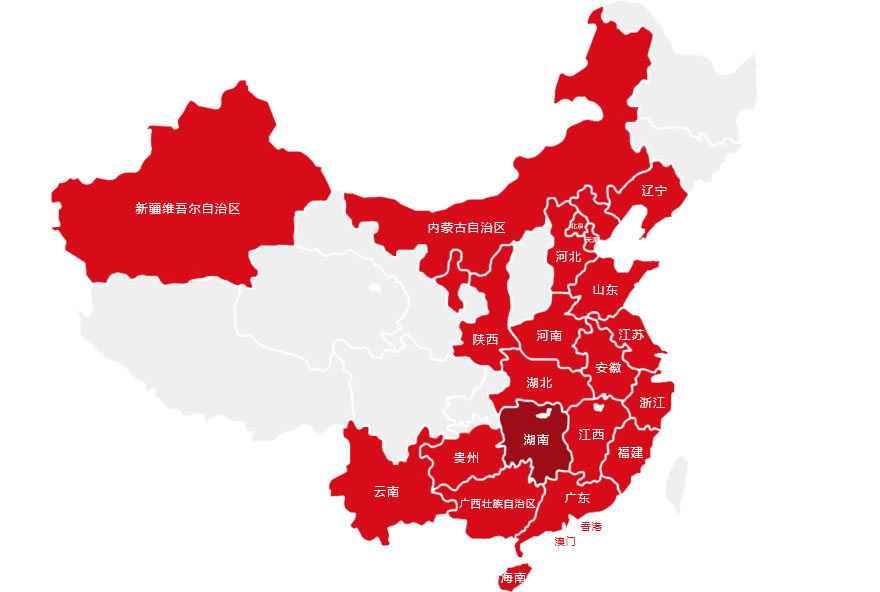 辽宁
新疆维吾尔自治区
内蒙古自治区
北京
天津
河北
山东
江苏
河南
陕西
安徽
湖北
浙江
江西
湖南
福建
贵州
云南
广西壮族自治区
广东
香港
澳门
海南